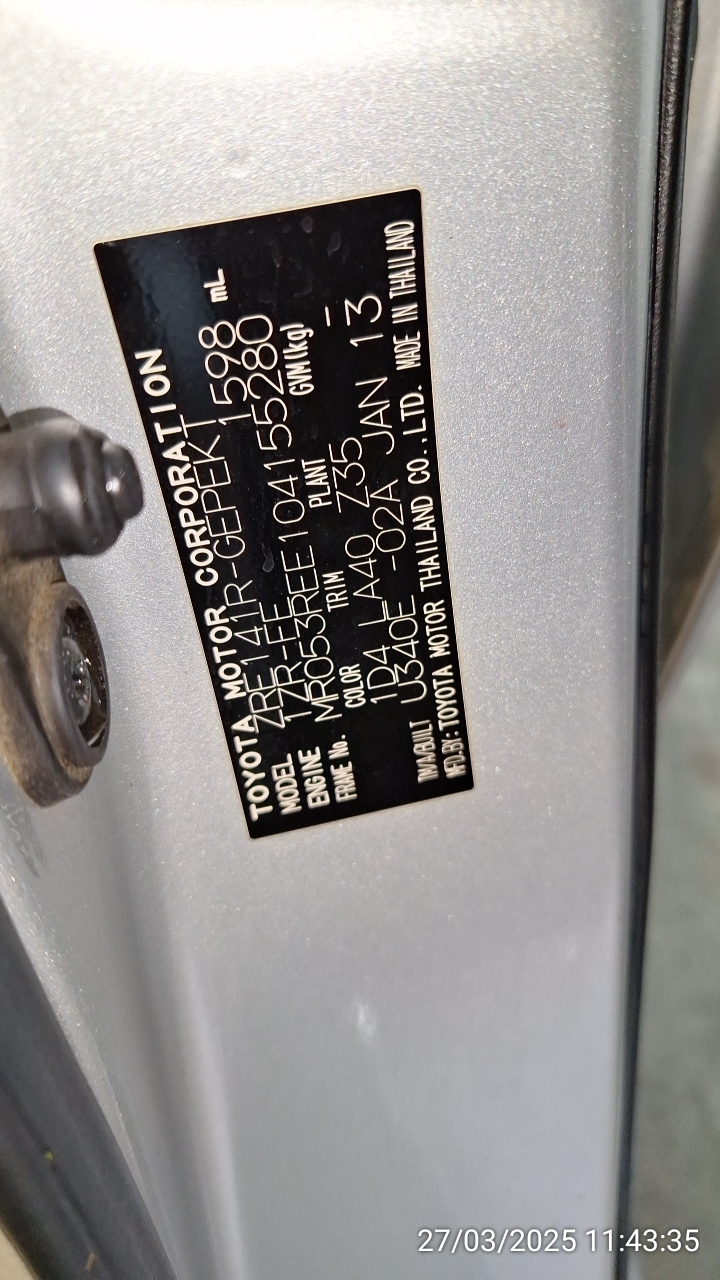 TOYOTA MOTOR CORPORATION
MODEL ZRE141R-GEPEKT 1598 mL
ENGINE 1ZR-FE
FRAME No. MR053REE104155280
COLOR TRIM PLANT GVM(kg)
1D4 LA40 Z35 —
TM/A/BUILT U340E -02A JAN 13
MFD.BY: TOYOTA MOTOR THAILAND CO.,LTD. MADE IN THAILAND
27/03/2025 11:43:35